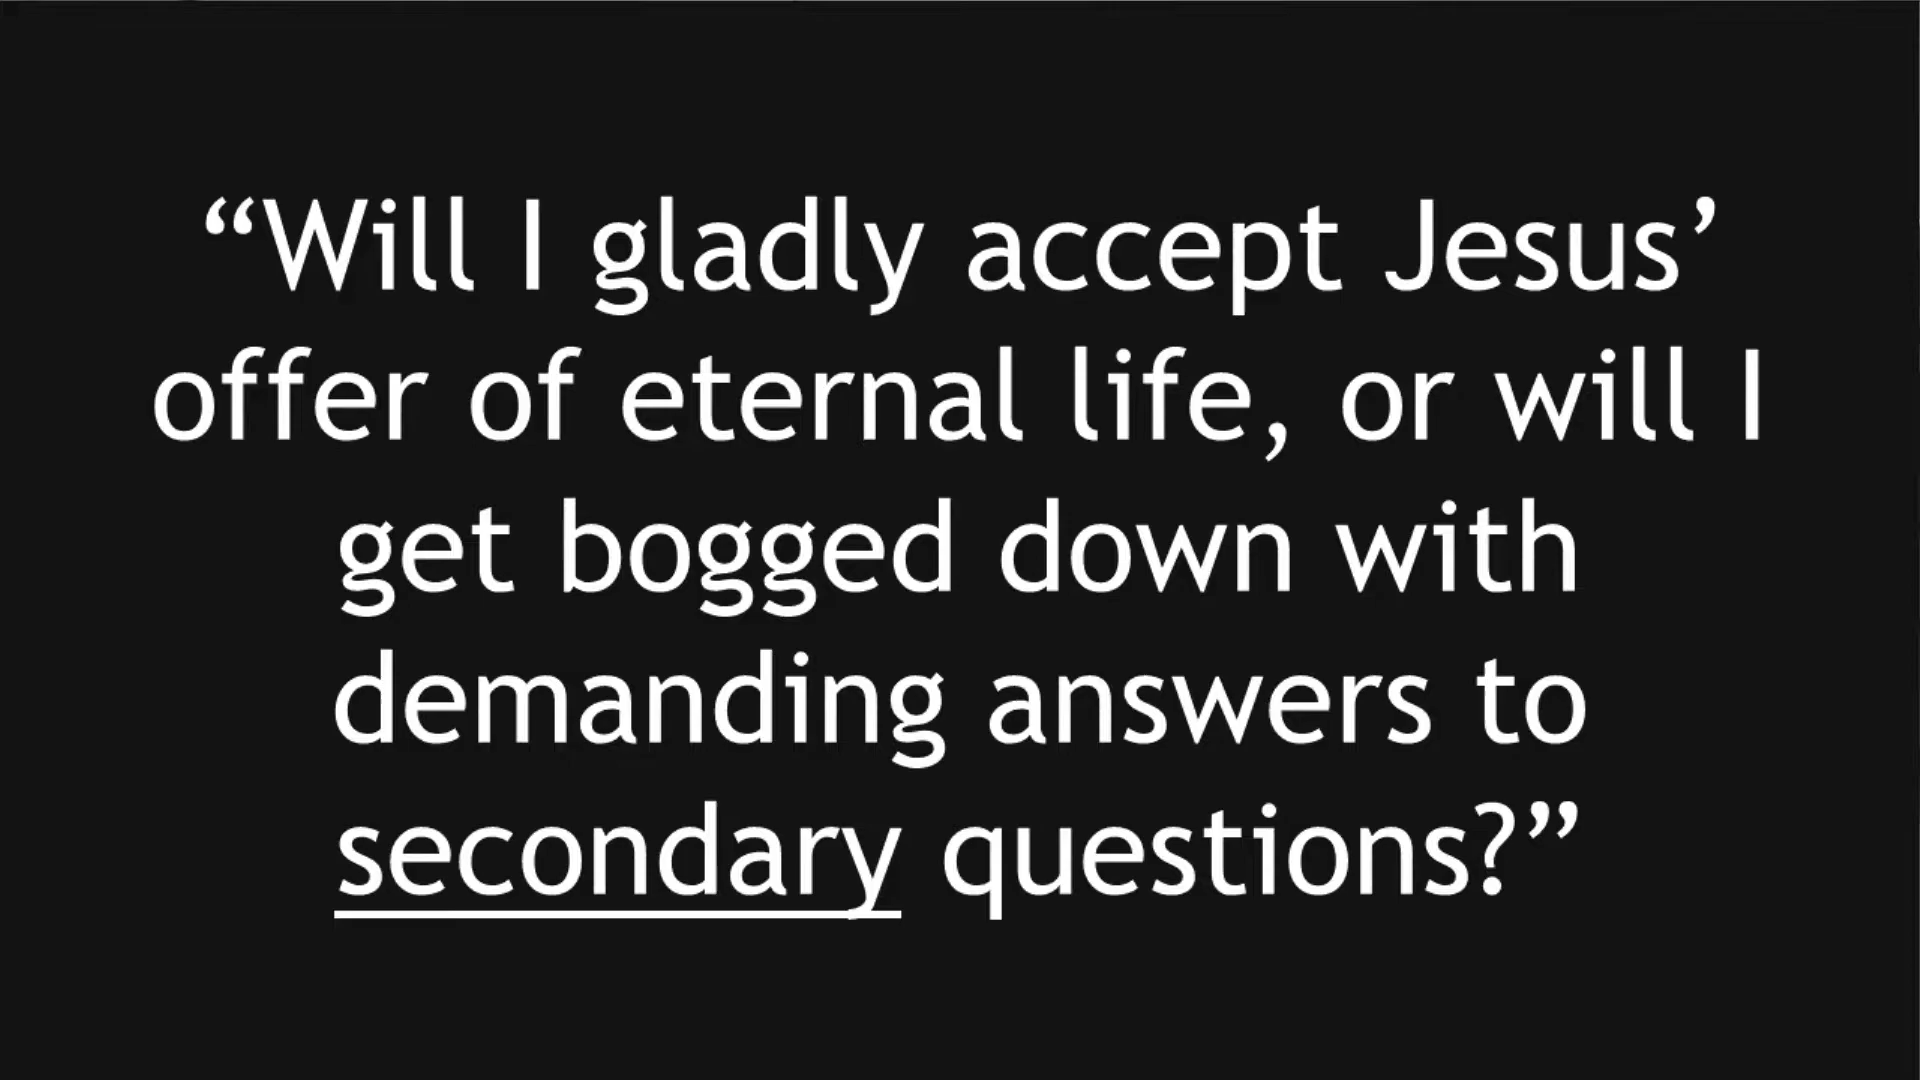 “Will I gladly accept Jesus’
offer of eternal life, or will I
get bogged down with
demanding answers to
secondary questions?”